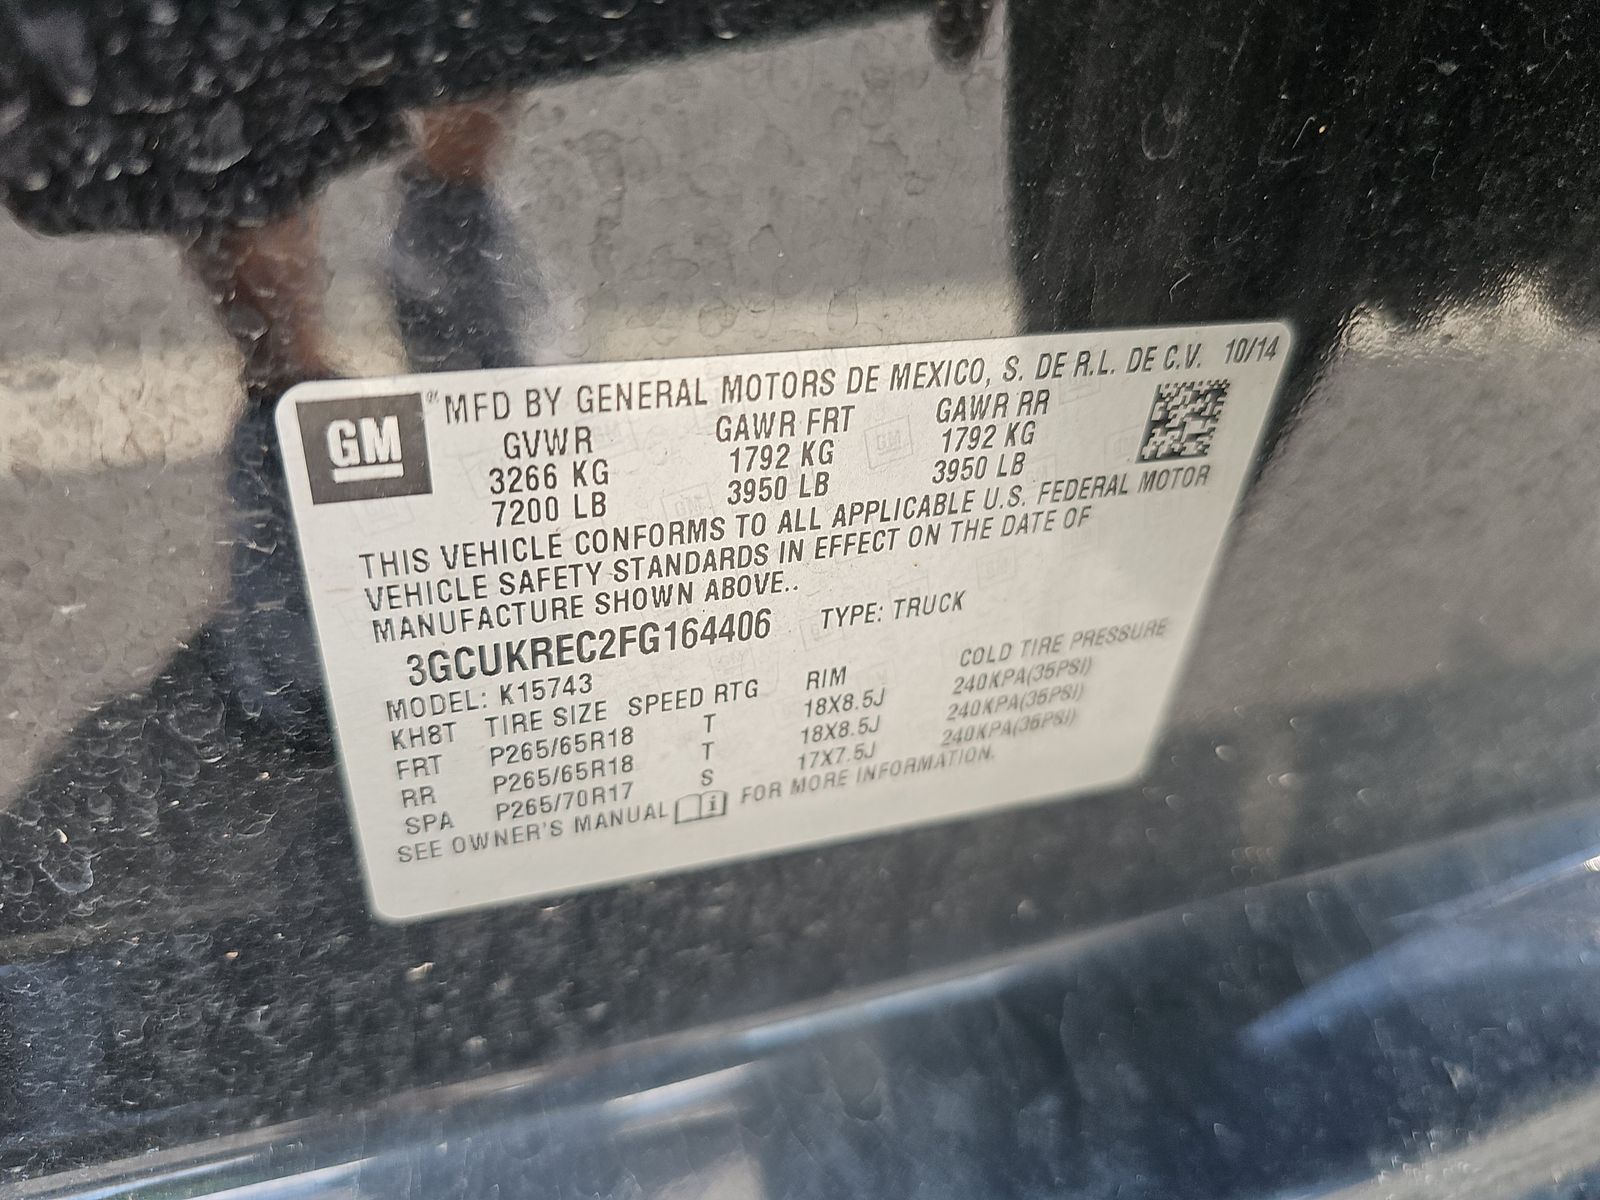 GM
MFD BY GENERAL MOTORS DE MEXICO, S. DE R.L. DE C.V. 10/14
GVWR GAWR FRT GAWR RR
3266 KG 1792 KG 1792 KG
7200 LB 3950 LB 3950 LB
THIS VEHICLE CONFORMS TO ALL APPLICABLE U.S. FEDERAL MOTOR
VEHICLE SAFETY STANDARDS IN EFFECT ON THE DATE OF
MANUFACTURE SHOWN ABOVE..
3GCUKREC2FG164406 TYPE: TRUCK
MODEL: K15743
KH8T TIRE SIZE SPEED RTG RIM COLD TIRE PRESSURE
FRT P265/65R18 T 18X8.5J 240KPA(35PSI)
RR P265/65R18 T 18X8.5J 240KPA(35PSI)
SPA P265/70R17 S 17X7.5J 240KPA(35PSI)
SEE OWNER'S MANUAL FOR MORE INFORMATION.